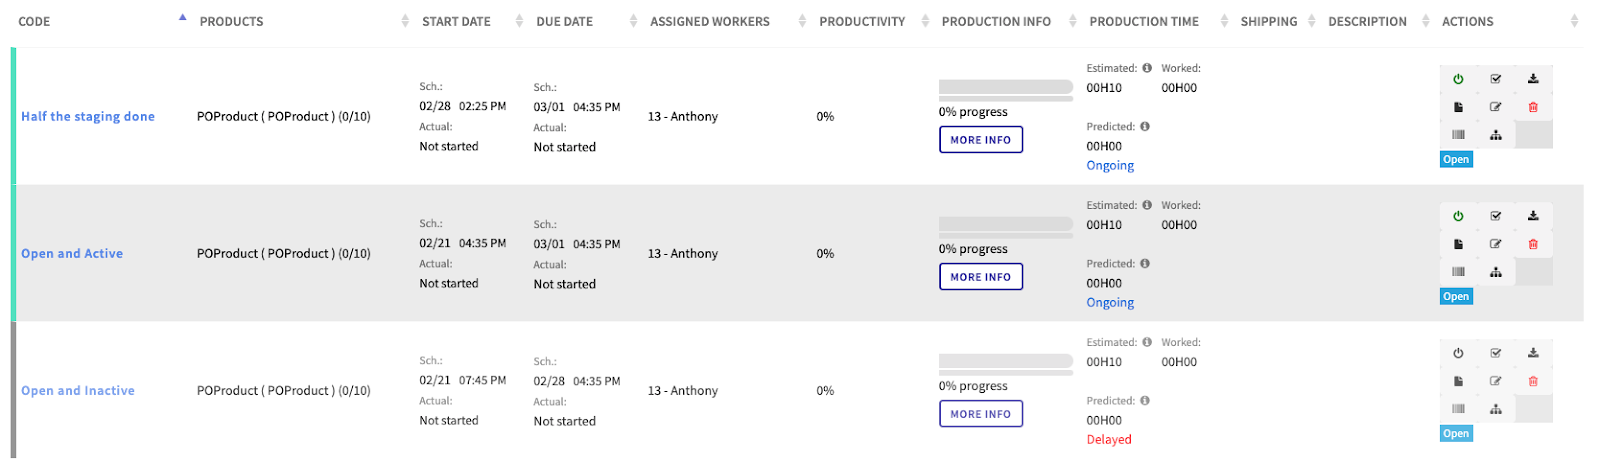 CODE PRODUCTS START DATE DUE DATE ASSIGNED WORKERS PRODUCTIVITY PRODUCTION INFO PRODUCTION TIME SHIPPING DESCRIPTION ACTIONS
Half the staging done
POProduct ( POProduct ) (0/10)
Sch.:
02/28 02:25 PM
Actual:
Not started
Sch.:
03/01 04:35 PM
Actual:
Not started
13 - Anthony
0%
0% progress
MORE INFO
Estimated: Worked:
00H10 00H00
Predicted:
00H00
Ongoing
Open
Open and Active
POProduct ( POProduct ) (0/10)
Sch.:
02/21 04:35 PM
Actual:
Not started
Sch.:
03/01 04:35 PM
Actual:
Not started
13 - Anthony
0%
0% progress
MORE INFO
Estimated: Worked:
00H10 00H00
Predicted:
00H00
Ongoing
Open
Open and Inactive
POProduct ( POProduct ) (0/10)
Sch.:
02/21 07:45 PM
Actual:
Not started
Sch.:
02/28 04:35 PM
Actual:
Not started
13 - Anthony
0%
0% progress
MORE INFO
Estimated: Worked:
00H10 00H00
Predicted:
00H00
Delayed
Open